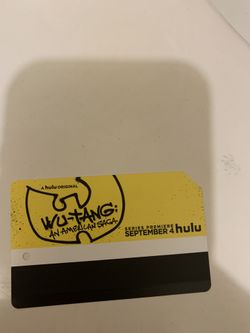 A hulu ORIGINAL
WU-TANG:
AN AMERICAN SAGA
SERIES PREMIERE
SEPTEMBER 4 hulu